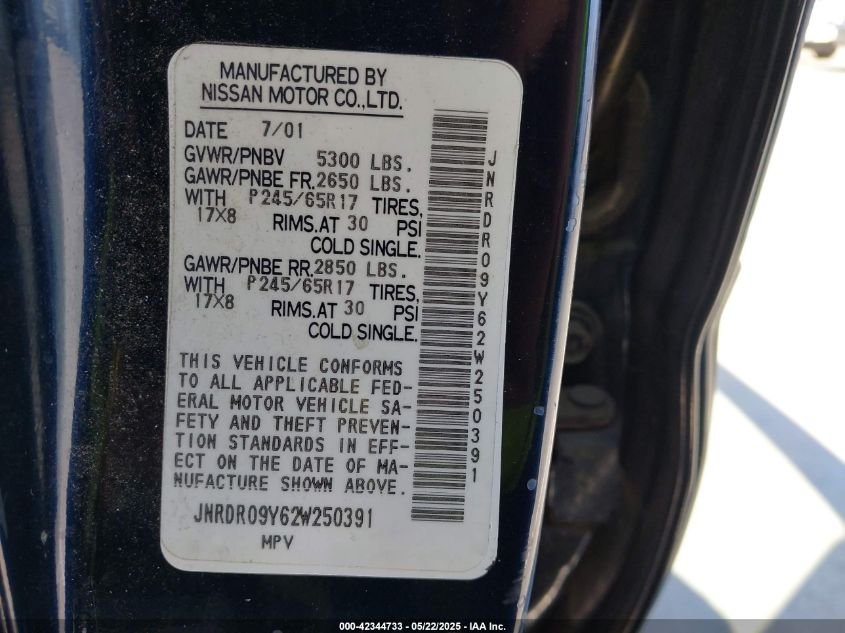 MANUFACTURED BY
NISSAN MOTOR CO.,LTD.
DATE 7/01
GVWR/PNBV 5300 LBS.
GAWR/PNBE FR. 2650 LBS.
WITH P245/65R17 TIRES,
17X8 RIMS.AT 30 PSI
COLD SINGLE.
GAWR/PNBE RR. 2850 LBS.
WITH P245/65R17 TIRES,
17X8 RIMS.AT 30 PSI
COLD SINGLE.
THIS VEHICLE CONFORMS
TO ALL APPLICABLE FED-
ERAL MOTOR VEHICLE SA-
FETY AND THEFT PREVEN-
TION STANDARDS IN EFF-
ECT ON THE DATE OF MA-
NUFACTURE SHOWN ABOVE.
JNRDR09Y62W250391
MPV
JNRDR09Y62W250391
000-42344733 - 05/22/2025 - IAA Inc.